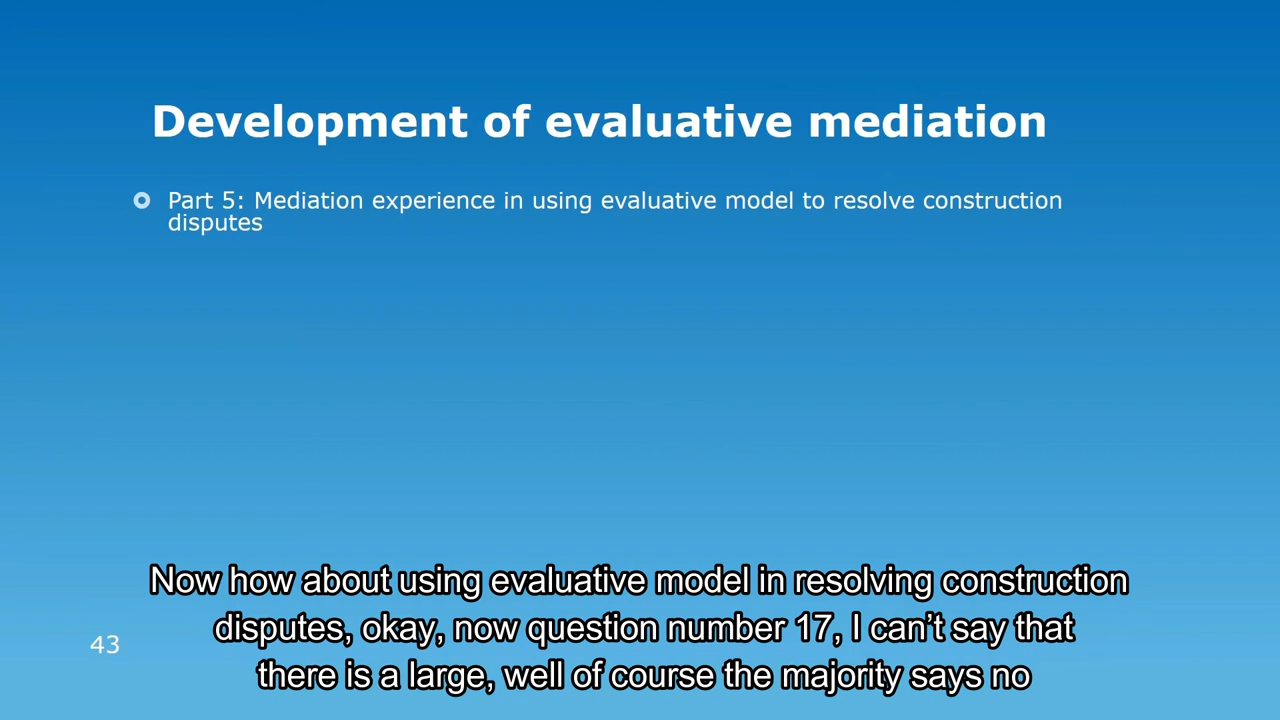 Development of evaluative mediation
Part 5: Mediation experience in using evaluative model to resolve construction
disputes
Now how about using evaluative model in resolving construction
disputes, okay, now question number 17, I can't say that
43
there is a large, well of course the majority says no